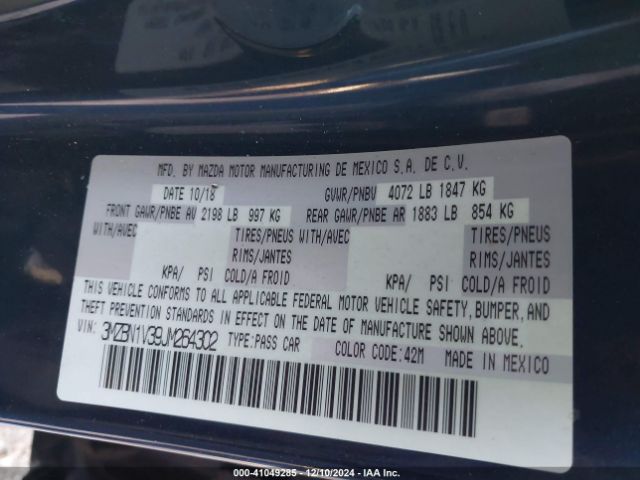 MFD. BY MAZDA MOTOR MANUFACTURING DE MEXICO S.A. DE C.V.
DATE 10/18 GVWR/PNBV 4072 LB 1847 KG
FRONT GAWR/PNBE AV 2198 LB 997 KG REAR GAWR/PNBE AR 1883 LB 854 KG
WITH/AVEC TIRES/PNEUS WITH/AVEC TIRES/PNEUS
RIMS/JANTES RIMS/JANTES
KPA/ PSI COLD/A FROID KPA/ PSI COLD/A FROID
THIS VEHICLE CONFORMS TO ALL APPLICABLE FEDERAL MOTOR VEHICLE SAFETY, BUMPER, AND
THEFT PREVENTION STANDARDS IN EFFECT ON THE DATE OF MANUFACTURE SHOWN ABOVE.
VIN: 3MZBN1V39JM264302 TYPE:PASS CAR COLOR CODE:42M MADE IN MEXICO
000-41049285 - 12/10/2024 - IAA Inc.